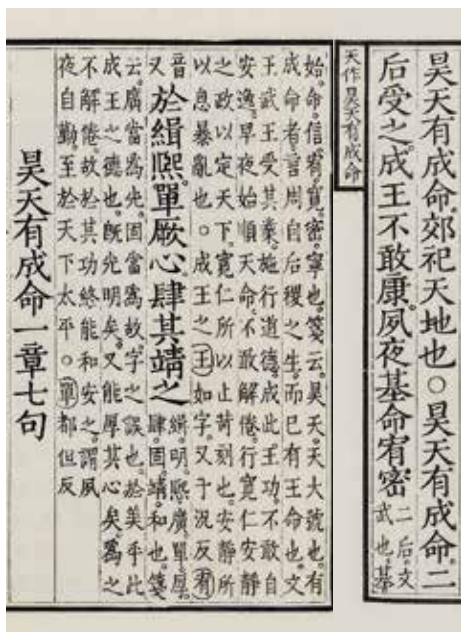 昊天有成命。郊祀天地也○昊天有成命。二
后受之。成王不敢康。夙夜基命宥密二后。文
武也。基
天作昊天有成命
始。命。信。宥。寬。密。寧也。箋云。昊天。天大號也。有
成命者。言周自后稷之生。而已有王命也。文
王。武王受其業。施行道德。成此王功。不敢自
安逸。早夜始順天命。不敢解倦。行寬仁安靜
之政以定天下。寬仁所以止苛刻也。安靜所
以息暴亂也○成王之王如字。又于況反宥
音又
於緝熙。單厥心。肆其靖之緝。明。熙。廣。單。厚。
肆。固。靖。和也。箋
云。廣當爲光。固當爲故。字之誤也。於美乎此
成王之德也。既光明矣。又能厚其心矣。爲之
不解倦。故於其功終能和安之。謂夙
夜自勤。至於天下太平○單都但反
昊天有成命一章七句